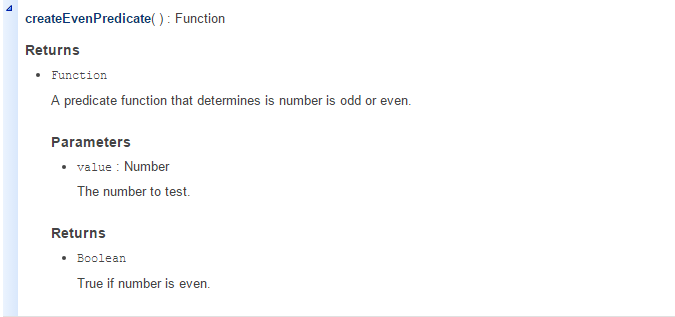 createEvenPredicate( ) : Function
Returns
Function
A predicate function that determines is number is odd or even.
Parameters
value : Number
The number to test.
Returns
Boolean
True if number is even.